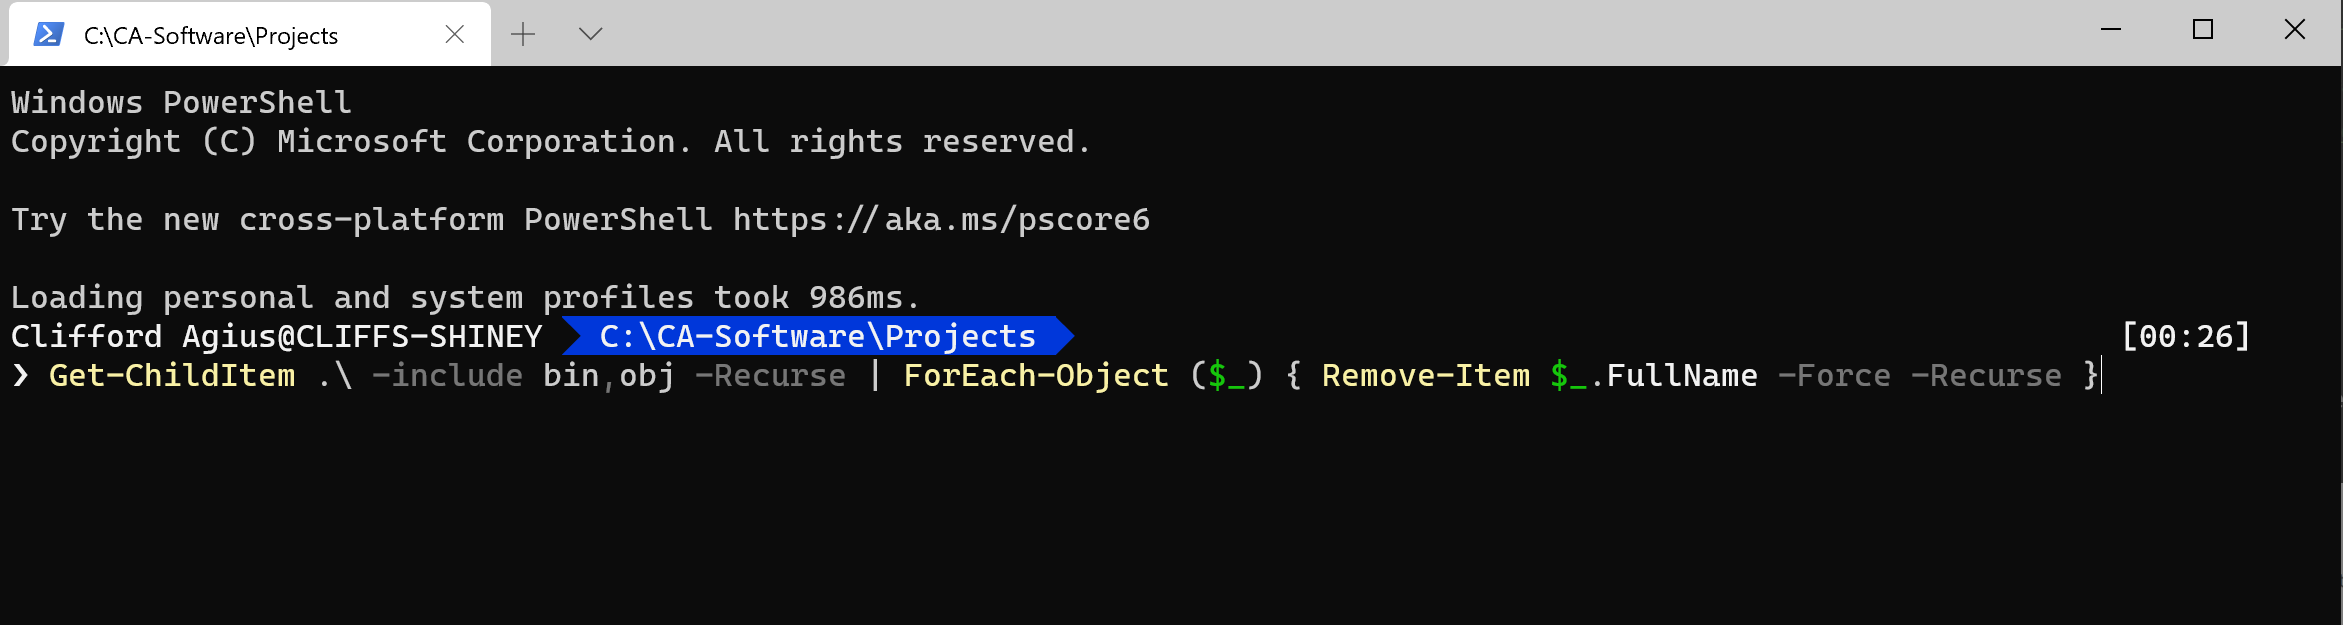 C:\CA-Software\Projects
Windows PowerShell
Copyright (C) Microsoft Corporation. All rights reserved.
Try the new cross-platform PowerShell https://aka.ms/pscore6
Loading personal and system profiles took 986ms.
Clifford Agius@CLIFFS-SHINEY C:\CA-Software\Projects [00:26]
❯ Get-ChildItem .\ -include bin,obj -Recurse | ForEach-Object ($_) { Remove-Item $_.FullName -Force -Recurse }